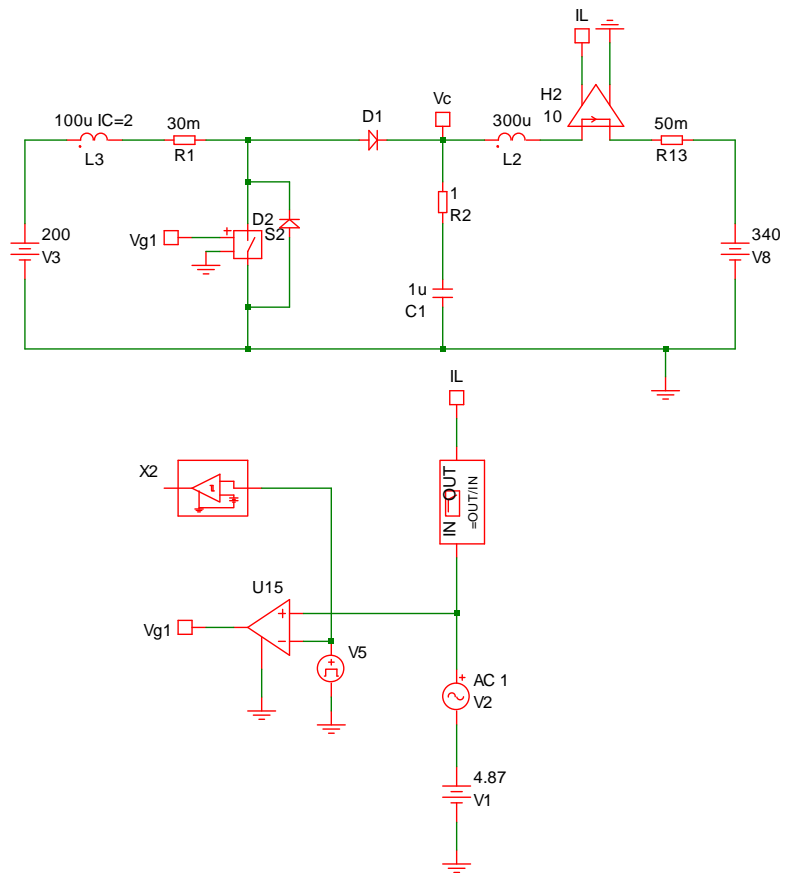 IL
H2
10
100u IC=2
L3
30m
R1
D1
Vc
300u
L2
50m
R13
1
R2
D2
S2
Vg1
+
200
V3
340
V8
1u
C1
IL
X2
IN
OUT
=OUT/IN
U15
+
−
Vg1
V5
+
AC 1
+
V2
4.87
V1